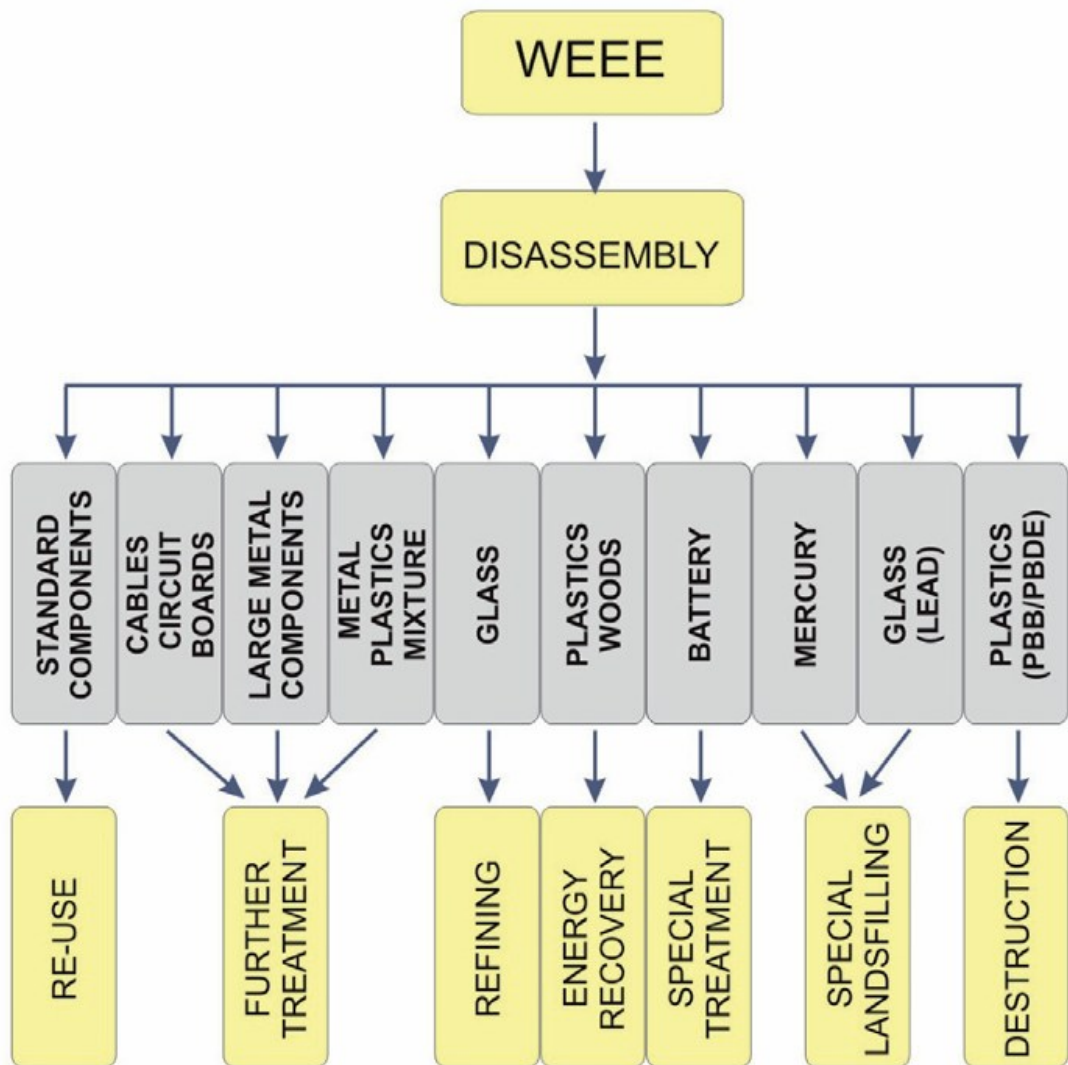 WEEE
DISASSEMBLY
STANDARD
COMPONENTS
CABLES
CIRCUIT
BOARDS
LARGE METAL
COMPONENTS
METAL
PLASTICS
MIXTURE
GLASS
PLASTICS
WOODS
BATTERY
MERCURY
GLASS
(LEAD)
PLASTICS
(PBB/PBDE)
RE-USE
FURTHER
TREATMENT
REFINING
ENERGY
RECOVERY
SPECIAL
TREATMENT
SPECIAL
LANDSFILLING
DESTRUCTION